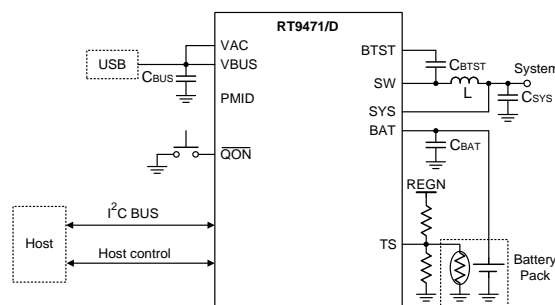 RT9471/D
VAC
VBUS
PMID
QON
BTST
SW
SYS
BAT
TS
USB
CBUS
CBTST
L
System
CSYS
CBAT
REGN
Host
I2C BUS
Host control
Battery
Pack